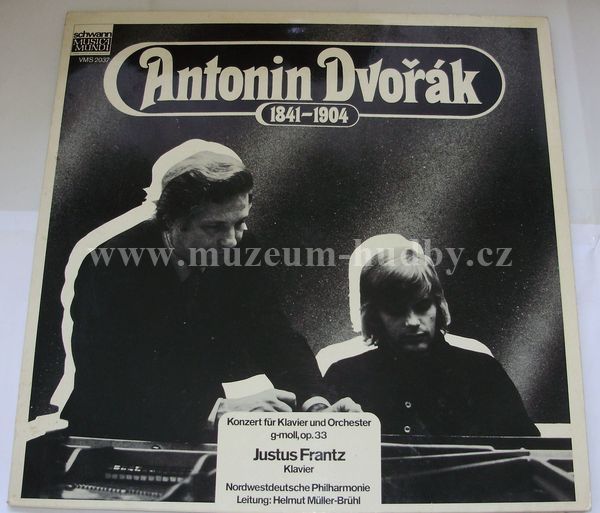 schwann
MUSICA
MUNDI
VMS 2037
Antonin Dvořák
1841–1904
www.muzeum-hudby.cz
Konzert für Klavier und Orchester
g-moll, op. 33
Justus Frantz
Klavier
Nordwestdeutsche Philharmonie
Leitung: Helmut Müller-Brühl